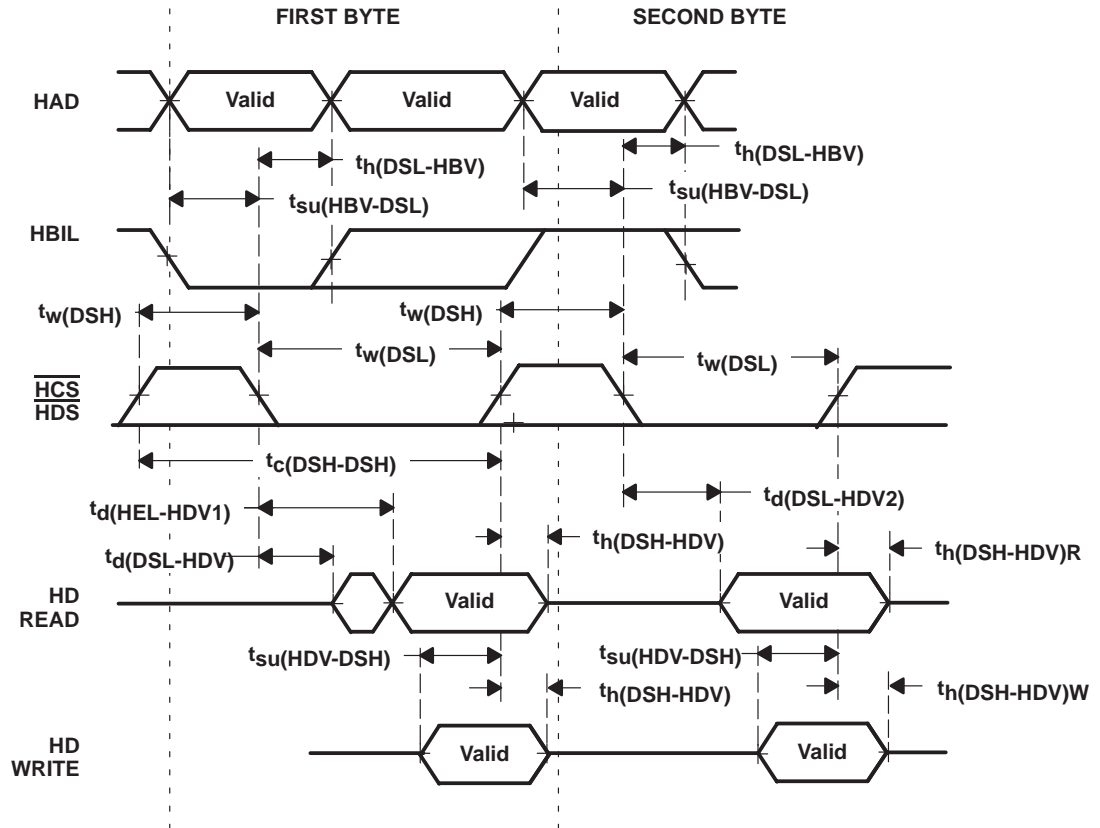 FIRST BYTE
SECOND BYTE
HAD
Valid
Valid
Valid
th(DSL-HBV)
th(DSL-HBV)
tsu(HBV-DSL)
tsu(HBV-DSL)
HBIL
tw(DSH)
tw(DSH)
tw(DSL)
tw(DSL)
HCS
HDS
tc(DSH-DSH)
td(HEL-HDV1)
td(DSL-HDV2)
td(DSL-HDV)
th(DSH-HDV)
th(DSH-HDV)R
HD
READ
Valid
Valid
tsu(HDV-DSH)
tsu(HDV-DSH)
th(DSH-HDV)
th(DSH-HDV)W
HD
WRITE
Valid
Valid